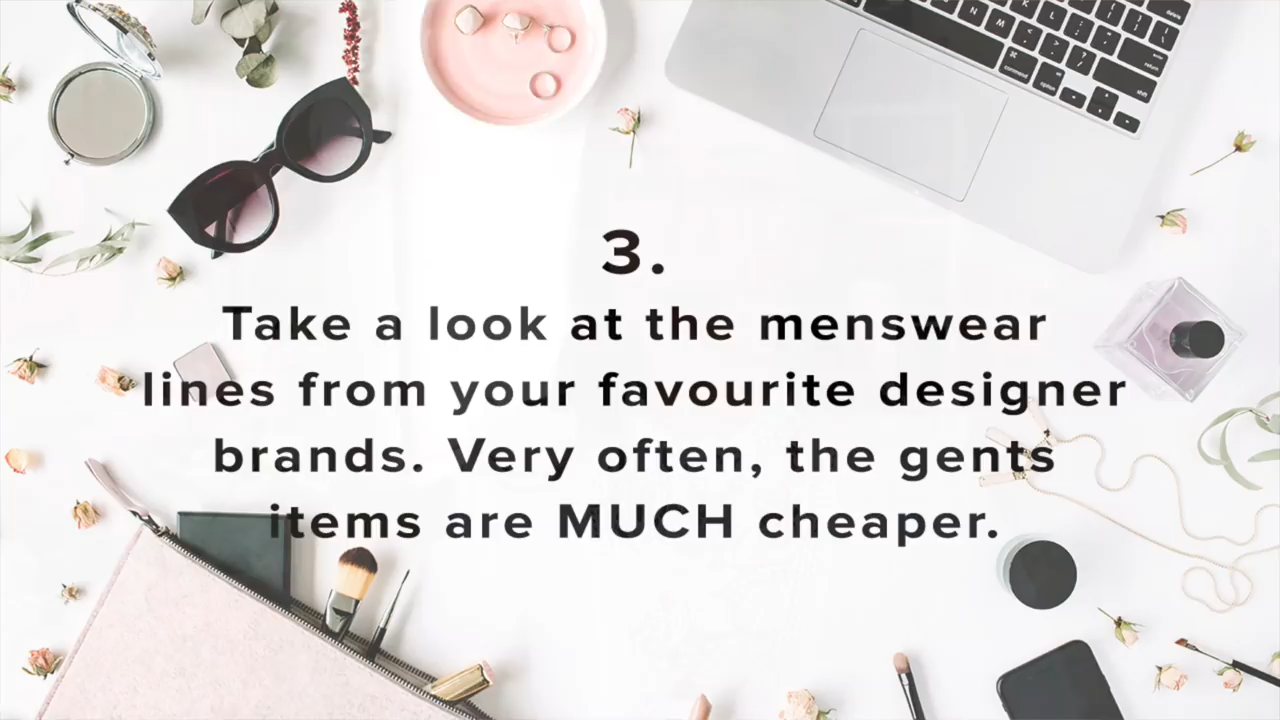 3.
Take a look at the menswear
lines from your favourite designer
brands. Very often, the gents
items are MUCH cheaper.